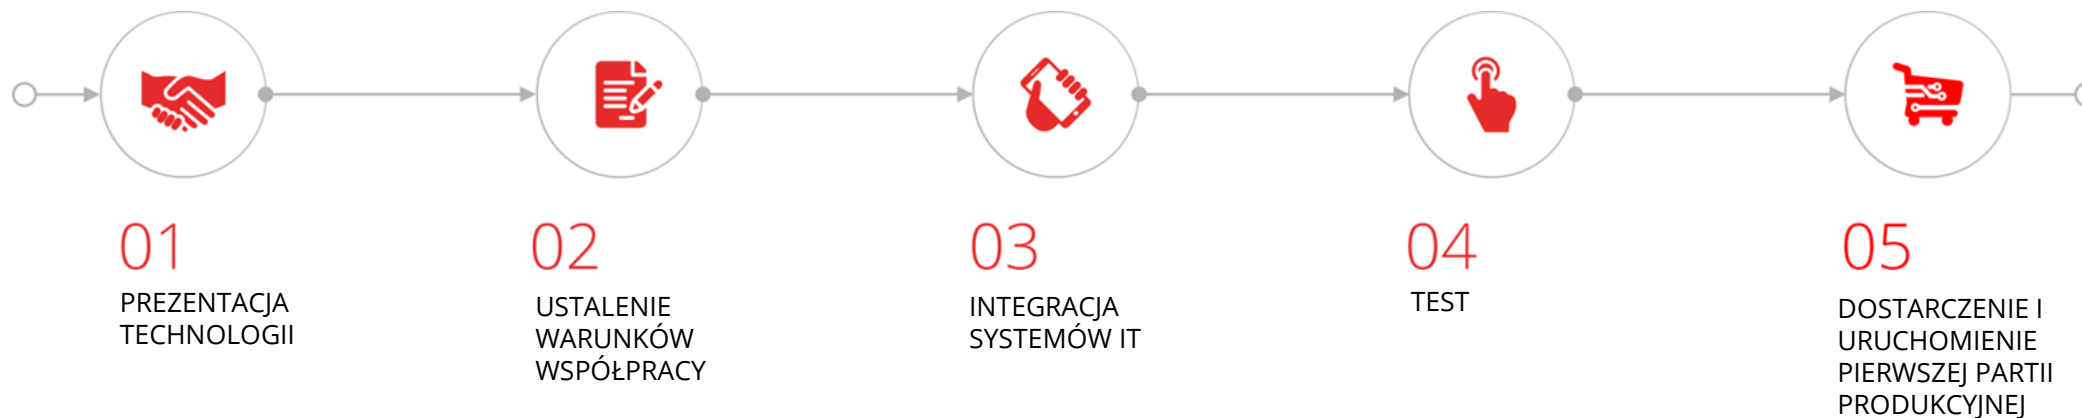 01
PREZENTACJA
TECHNOLOGII
02
USTALENIE
WARUNKÓW
WSPÓŁPRACY
03
INTEGRACJA
SYSTEMÓW IT
04
TEST
05
DOSTARCZENIE I
URUCHOMIENIE
PIERWSZEJ PARTII
PRODUKCYJNEJ